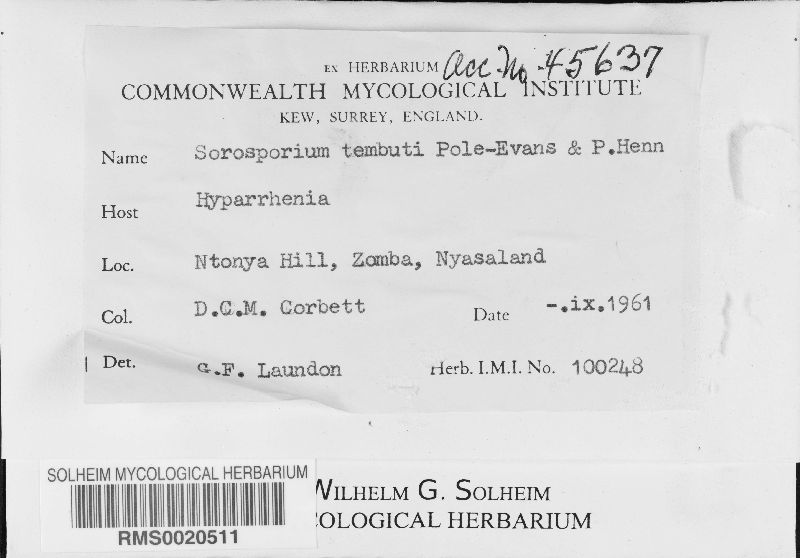 EX HERBARIUM Acc. No. 45637
COMMONWEALTH MYCOLOGICAL INSTITUTE
KEW, SURREY, ENGLAND.
Name Sorosporium tembuti Pole-Evans & P.Henn
Host Hyparrhenia
Loc. Ntonya Hill, Zomba, Nyasaland
Col. D.C.M. Corbett Date -.ix.1961
Det. G.F. Laundon Herb. I.M.I. No. 100248
SOLHEIM MYCOLOGICAL HERBARIUM
RMS0020511
WILHELM G. SOLHEIM
COLOGICAL HERBARIUM